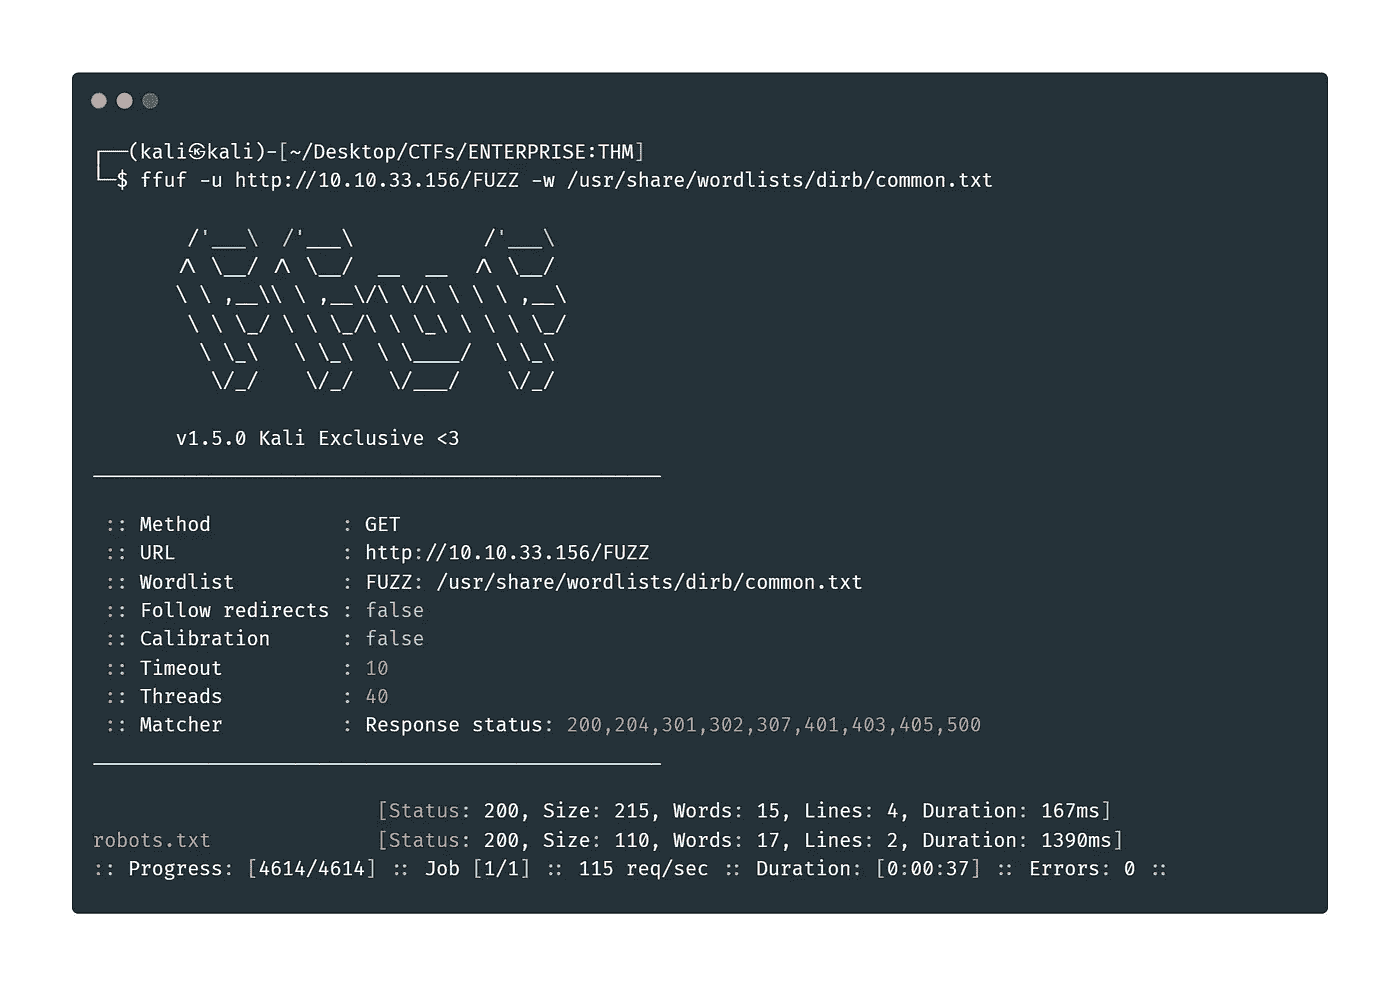 ┌──(kali㉿kali)-[~/Desktop/CTFs/ENTERPRISE:THM]
└─$ ffuf -u http://10.10.33.156/FUZZ -w /usr/share/wordlists/dirb/common.txt
        /'___\  /'___\           /'___\
       /\ \__/ /\ \__/  __  __  /\ \__/
       \ \ ,__\\ \ ,__\/\ \/\ \ \ \ ,__\
        \ \ \_/ \ \ \_/\ \ \_\ \ \ \ \_/
         \ \_\   \ \_\  \ \____/  \ \_\
          \/_/    \/_/   \/___/    \/_/
v1.5.0 Kali Exclusive <3
________________________________________________
:: Method : GET
:: URL : http://10.10.33.156/FUZZ
:: Wordlist : FUZZ: /usr/share/wordlists/dirb/common.txt
:: Follow redirects : false
:: Calibration : false
:: Timeout : 10
:: Threads : 40
:: Matcher : Response status: 200,204,301,302,307,401,403,405,500
________________________________________________
[Status: 200, Size: 215, Words: 15, Lines: 4, Duration: 167ms]
robots.txt [Status: 200, Size: 110, Words: 17, Lines: 2, Duration: 1390ms]
:: Progress: [4614/4614] :: Job [1/1] :: 115 req/sec :: Duration: [0:00:37] :: Errors: 0 ::